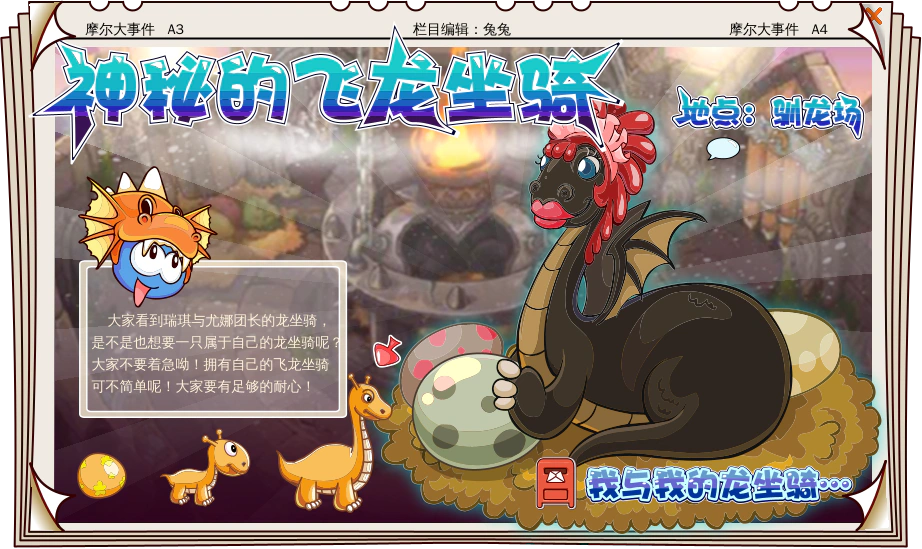 摩尔大事件 A3
栏目编辑：兔兔
摩尔大事件 A4
神秘的飞龙坐骑
地点：驯龙场
大家看到瑞琪与尤娜团长的龙坐骑，
是不是也想要一只属于自己的龙坐骑呢？
大家不要着急呦！拥有自己的飞龙坐骑
可不简单呢！大家要有足够的耐心！
我与我的龙坐骑…